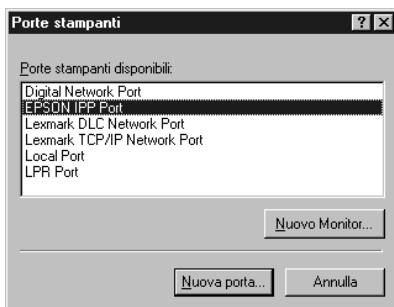 Porte stampanti
Porte stampanti disponibili:
Digital Network Port
EPSON IPP Port
Lexmark DLC Network Port
Lexmark TCP/IP Network Port
Local Port
LPR Port
Nuovo Monitor...
Nuova porta... Annulla